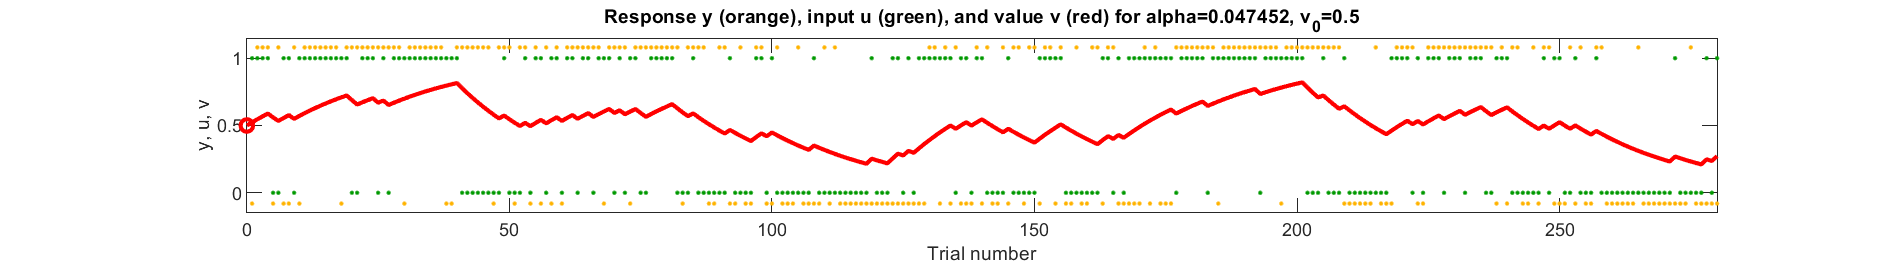 Response y (orange), input u (green), and value v (red) for alpha=0.047452, v0=0.5
y, u, v
1
0.5
0
0 50 100 150 200 250
Trial number